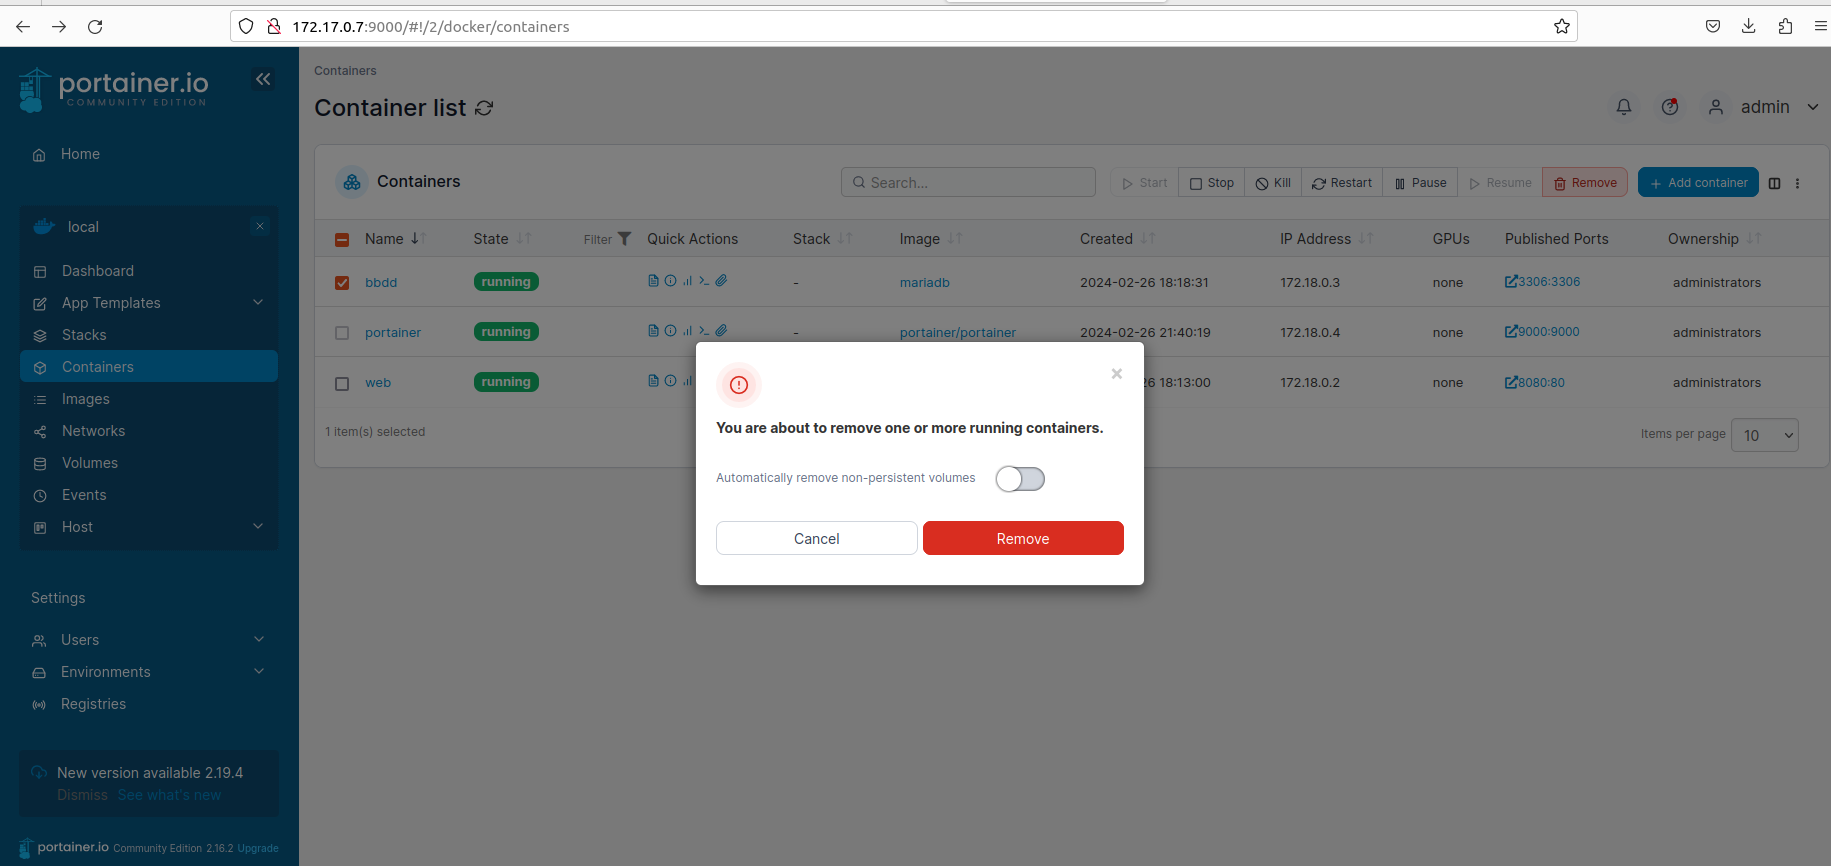 172.17.0.7:9000/#!/2/docker/containers
portainer.io
COMMUNITY EDITION
Home
local
Dashboard
App Templates
Stacks
Containers
Images
Networks
Volumes
Events
Host
Settings
Users
Environments
Registries
New version available 2.19.4
Dismiss See what's new
portainer.io Community Edition 2.16.2 Upgrade
Containers
Container list
admin
Containers
Search...
Start Stop Kill Restart Pause Resume Remove Add container
Name State Filter Quick Actions Stack Image Created IP Address GPUs Published Ports Ownership
bbdd running - mariadb 2024-02-26 18:18:31 172.18.0.3 none 3306:3306 administrators
portainer running - portainer/portainer 2024-02-26 21:40:19 172.18.0.4 none 9000:9000 administrators
web running 26 18:13:00 172.18.0.2 none 8080:80 administrators
1 item(s) selected
Items per page 10
You are about to remove one or more running containers.
Automatically remove non-persistent volumes
Cancel Remove